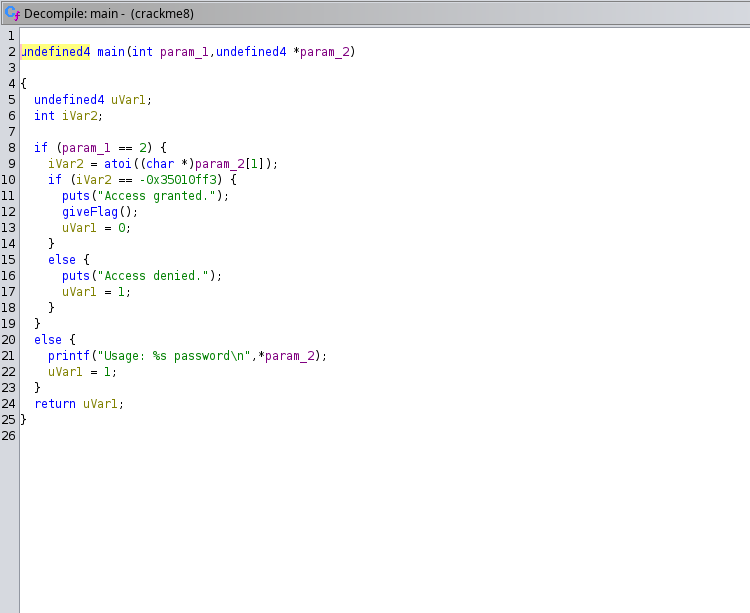 Decompile: main - (crackme8)
1
2 undefined4 main(int param_1,undefined4 *param_2)
3
4 {
5 undefined4 uVar1;
6 int iVar2;
7
8 if (param_1 == 2) {
9 iVar2 = atoi((char *)param_2[1]);
10 if (iVar2 == -0x35010ff3) {
11 puts("Access granted.");
12 giveFlag();
13 uVar1 = 0;
14 }
15 else {
16 puts("Access denied.");
17 uVar1 = 1;
18 }
19 }
20 else {
21 printf("Usage: %s password\n",*param_2);
22 uVar1 = 1;
23 }
24 return uVar1;
25 }
26